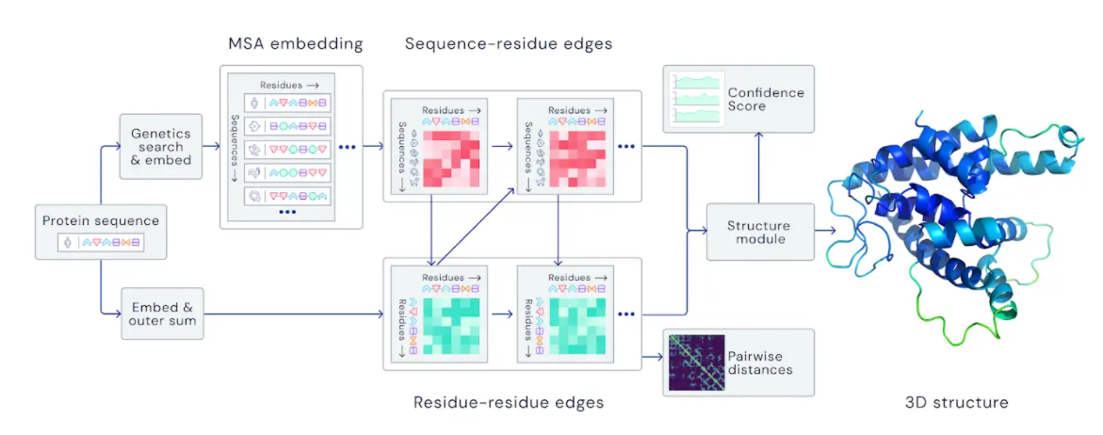 MSA embedding
Sequence-residue edges
Residues →
Sequences →
Genetics
search
& embed
Protein sequence
Embed &
outer sum
Residues →
Sequences →
Residues →
Sequences →
Residues →
Residues →
Residues →
Residues →
Residue-residue edges
Confidence
Score
Structure
module
Pairwise
distances
3D structure